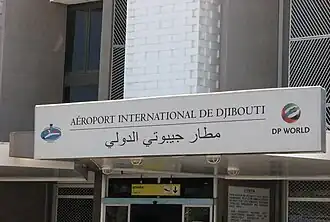 AÉROPORT INTERNATIONAL DE DJIBOUTI
مطار جيبوتي الدولي
DP WORLD